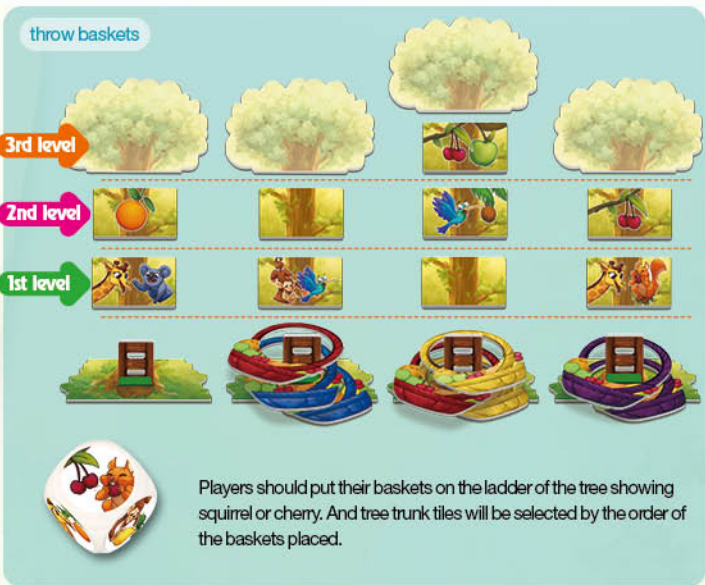 throw baskets
3rd level
2nd level
1st level
Players should put their baskets on the ladder of the tree showing
squirrel or cherry. And tree trunk tiles will be selected by the order of
the baskets placed.